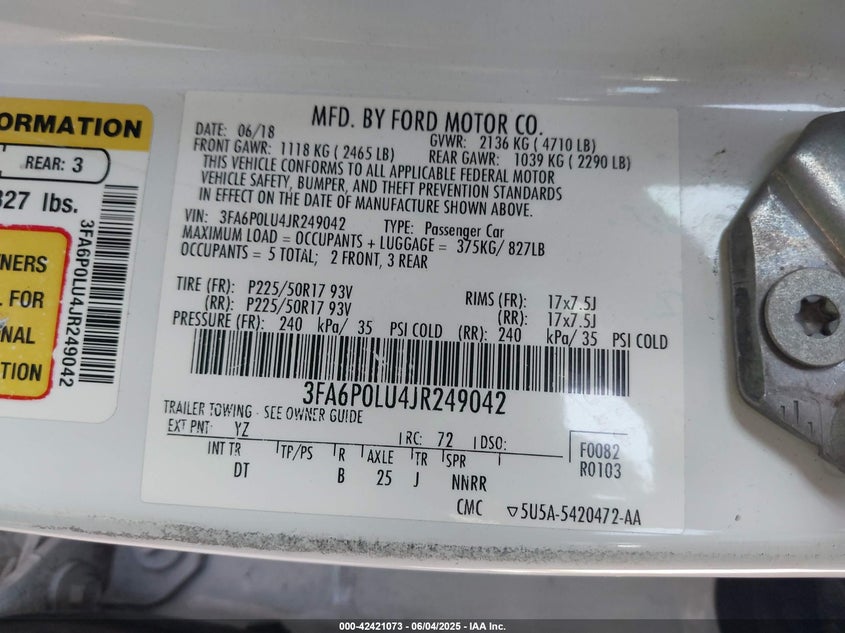 ORMATION
REAR: 3
827 lbs.
3FA6P0LU4JR249042
TNERS
FOR
NAL
TION
MFD. BY FORD MOTOR CO.
DATE: 06/18 GVWR: 2136 KG ( 4710 LB)
FRONT GAWR: 1118 KG ( 2465 LB) REAR GAWR: 1039 KG ( 2290 LB)
THIS VEHICLE CONFORMS TO ALL APPLICABLE FEDERAL MOTOR
VEHICLE SAFETY, BUMPER, AND THEFT PREVENTION STANDARDS
IN EFFECT ON THE DATE OF MANUFACTURE SHOWN ABOVE.
VIN: 3FA6P0LU4JR249042 TYPE: Passenger Car
MAXIMUM LOAD = OCCUPANTS + LUGGAGE = 375KG/ 827LB
OCCUPANTS = 5 TOTAL; 2 FRONT, 3 REAR
TIRE (FR): P225/50R17 93V RIMS (FR): 17x7.5J
(RR): P225/50R17 93V (RR): 17x7.5J
PRESSURE (FR): 240 kPa/ 35 PSI COLD (RR): 240 kPa/ 35 PSI COLD
3FA6P0LU4JR249042
TRAILER TOWING - SEE OWNER GUIDE
EXT PNT: YZ RC: 72 DSO: F0082
INT TR TP/PS R AXLE TR SPR R0103
DT B 25 J NNRR
CMC ▽5U5A-5420472-AA
000-42421073 - 06/04/2025 - IAA Inc.